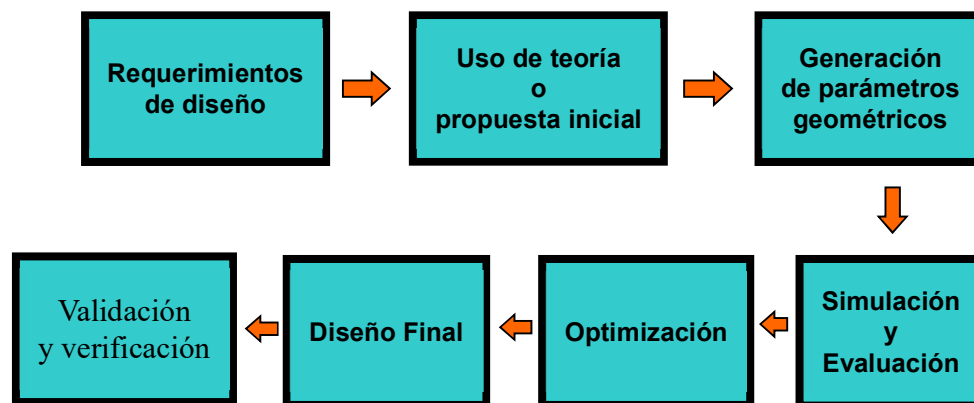 Requerimientos
de diseño
Uso de teoría
o
propuesta inicial
Generación
de parámetros
geométricos
Simulación
y
Evaluación
Optimización
Diseño Final
Validación
y verificación